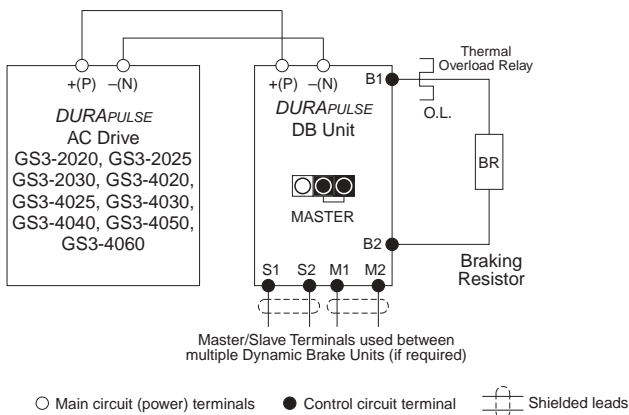 +(P) –(N)
DURAPULSE
AC Drive
GS3-2020, GS3-2025
GS3-2030, GS3-4020,
GS3-4025, GS3-4030,
GS3-4040, GS3-4050,
GS3-4060
+(P) –(N)
B1
DURAPULSE
DB Unit
MASTER
B2
S1 S2 M1 M2
Thermal
Overload Relay
O.L.
BR
Braking
Resistor
Master/Slave Terminals used between
multiple Dynamic Brake Units (if required)
Main circuit (power) terminals
Control circuit terminal
Shielded leads